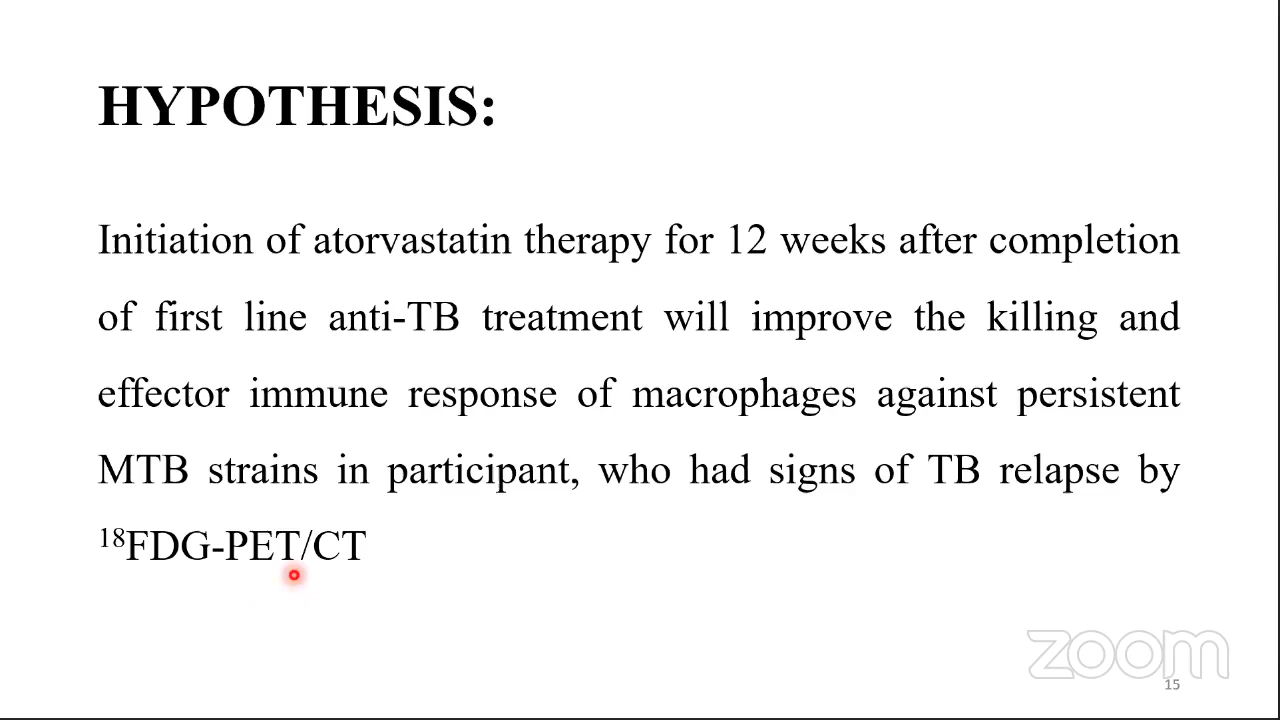 HYPOTHESIS:
Initiation of atorvastatin therapy for 12 weeks after completion
of first line anti-TB treatment will improve the killing and
effector immune response of macrophages against persistent
MTB strains in participant, who had signs of TB relapse by
¹⁸FDG-PET/CT
zoom
15